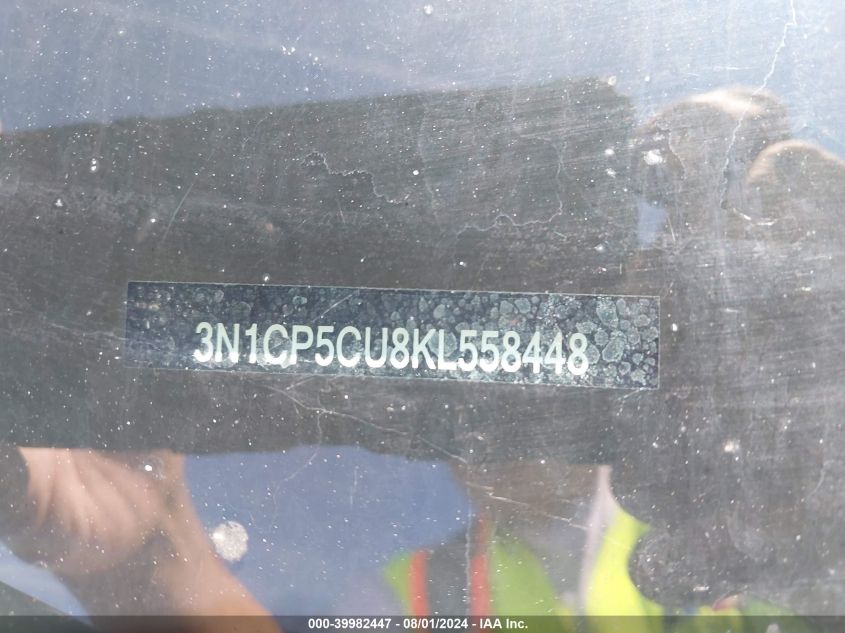 3N1CP5CU8KL558448
000-39982447 - 08/01/2024 - IAA Inc.